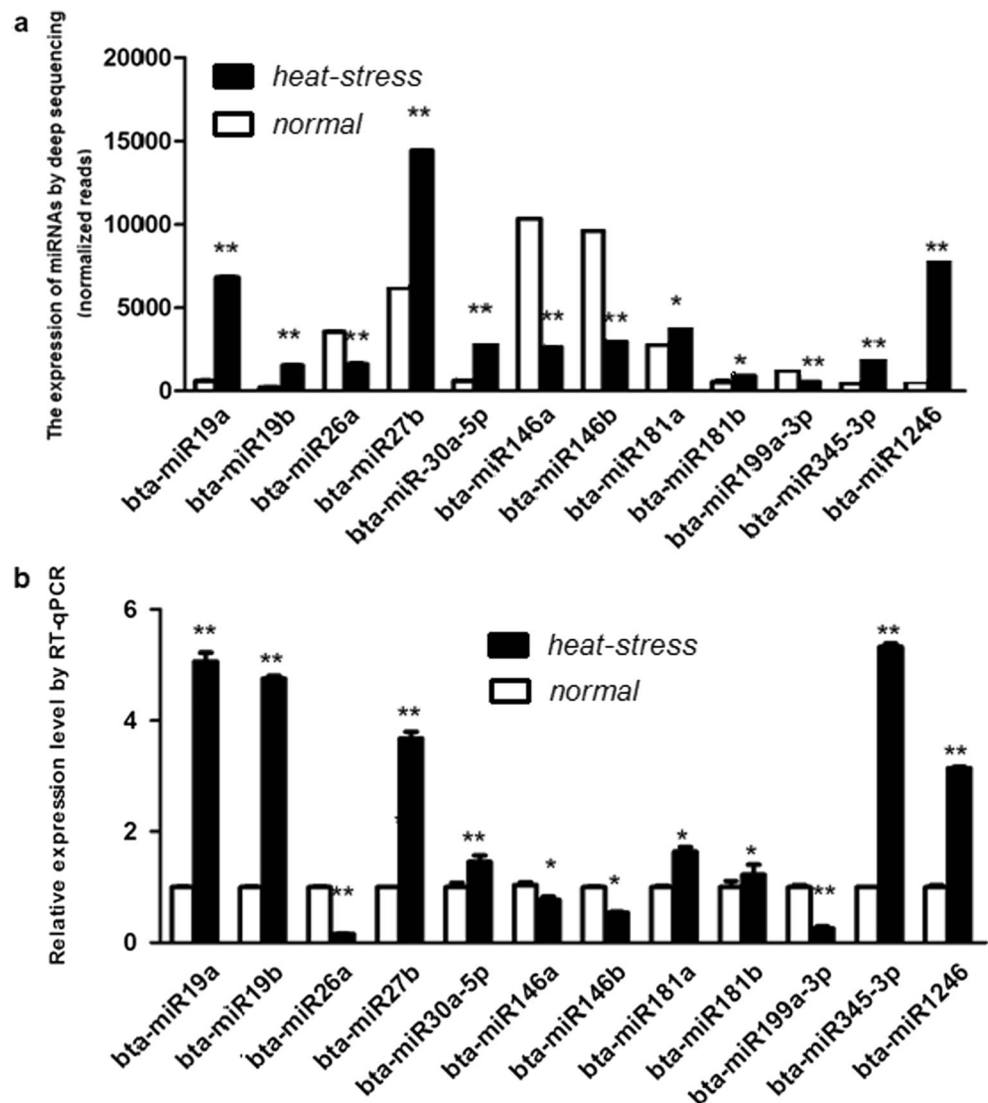 a
The expression of miRNAs by deep sequencing
(normalized reads)
20000
15000
10000
5000
0
heat-stress
normal
**
**
**
**
**
**
**
*
*
**
**
**
bta-miR19a
bta-miR19b
bta-miR26a
bta-miR27b
bta-miR-30a-5p
bta-miR146a
bta-miR146b
bta-miR181a
bta-miR181b
bta-miR199a-3p
bta-miR345-3p
bta-miR1246
b
Relative expression level by RT-qPCR
6
4
2
0
heat-stress
normal
**
**
**
**
**
*
*
*
*
**
**
**
bta-miR19a
bta-miR19b
bta-miR26a
bta-miR27b
bta-miR30a-5p
bta-miR146a
bta-miR146b
bta-miR181a
bta-miR181b
bta-miR199a-3p
bta-miR345-3p
bta-miR1246